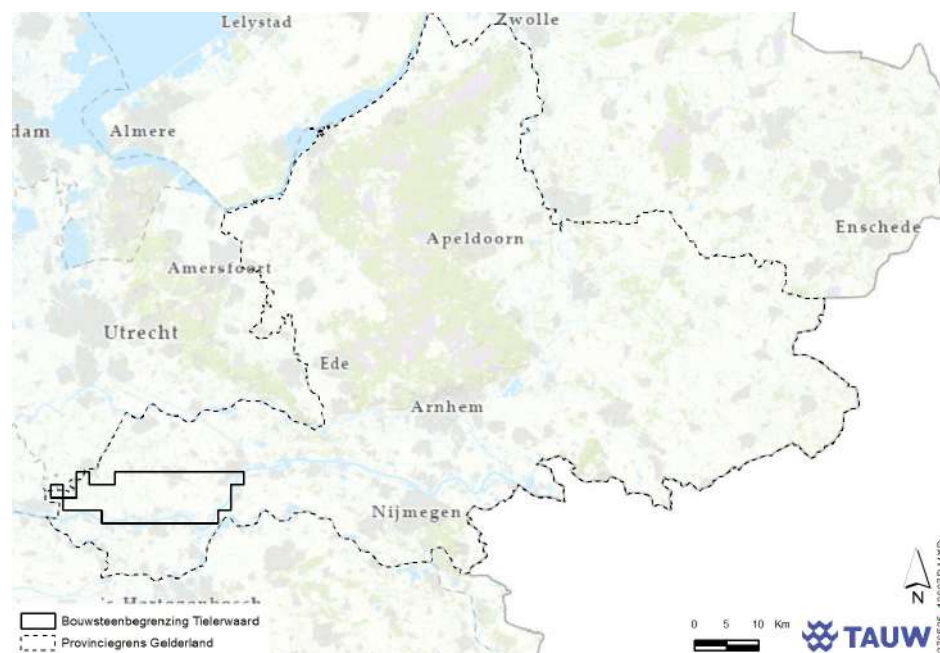 Lelystad
Zwolle
dam
Almere
Enschede
Apeldoorn
Amersfoort
Utrecht
Ede
Arnhem
Nijmegen
's Hertogenbosch
N
Bouwsteenbegrenzing Tielerwaard
Provinciegrens Gelderland
0 5 10 Km
TAUW